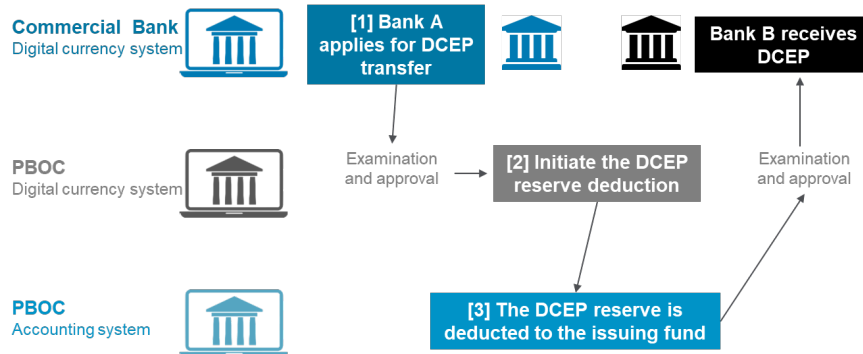 Commercial Bank
Digital currency system
[1] Bank A
applies for DCEP
transfer
Bank B receives
DCEP
PBOC
Digital currency system
Examination
and approval
[2] Initiate the DCEP
reserve deduction
Examination
and approval
PBOC
Accounting system
[3] The DCEP reserve is
deducted to the issuing fund